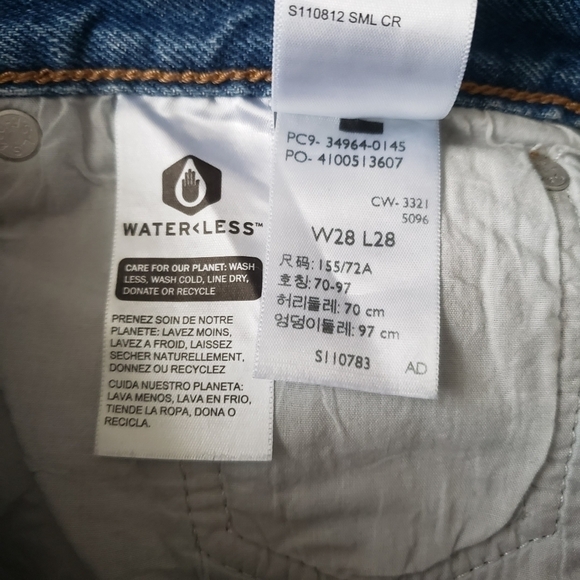 S110812 SML CR
PC9- 34964-0145
PO- 4100513607
CW- 3321
5096
W28 L28
尺码: 155/72A
호칭: 70-97
허리둘레: 70 cm
엉덩이둘레: 97 cm
S110783 AD
WATER<LESS™
CARE FOR OUR PLANET: WASH
LESS, WASH COLD, LINE DRY,
DONATE OR RECYCLE
PRENEZ SOIN DE NOTRE
PLANETE: LAVEZ MOINS,
LAVEZ A FROID, LAISSEZ
SECHER NATURELLEMENT,
DONNEZ OU RECYCLEZ
CUIDA NUESTRO PLANETA:
LAVA MENOS, LAVA EN FRIO,
TIENDE LA ROPA, DONA O
RECICLA.